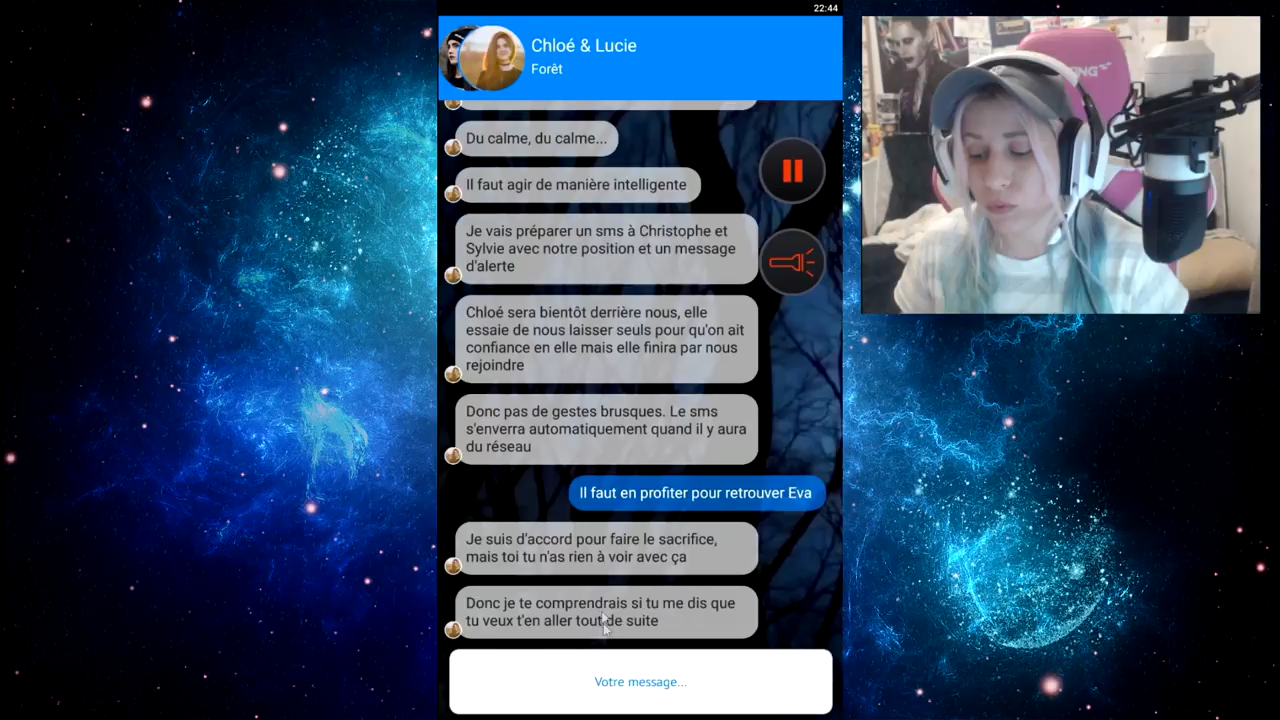 22:44
Chloé & Lucie
Forêt
Du calme, du calme...
Il faut agir de manière intelligente
Je vais préparer un sms à Christophe et
Sylvie avec notre position et un message
d'alerte
Chloé sera bientôt derrière nous, elle
essaie de nous laisser seuls pour qu'on ait
confiance en elle mais elle finira par nous
rejoindre
Donc pas de gestes brusques. Le sms
s'enverra automatiquement quand il y aura
du réseau
Il faut en profiter pour retrouver Eva
Je suis d'accord pour faire le sacrifice,
mais toi tu n'as rien à voir avec ça
Donc je te comprendrais si tu me dis que
tu veux t'en aller tout de suite
Votre message...